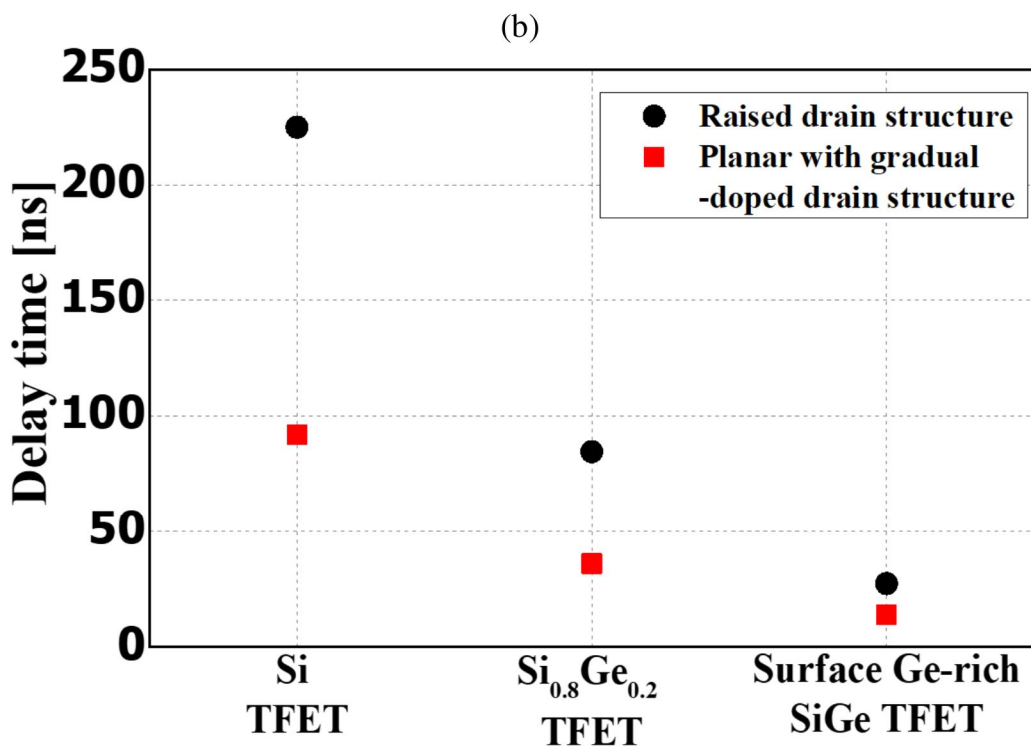 (b)
250
200
150
100
50
0
Delay time [ns]
Raised drain structure
Planar with gradual
-doped drain structure
Si
TFET
Si0.8Ge0.2
TFET
Surface Ge-rich
SiGe TFET